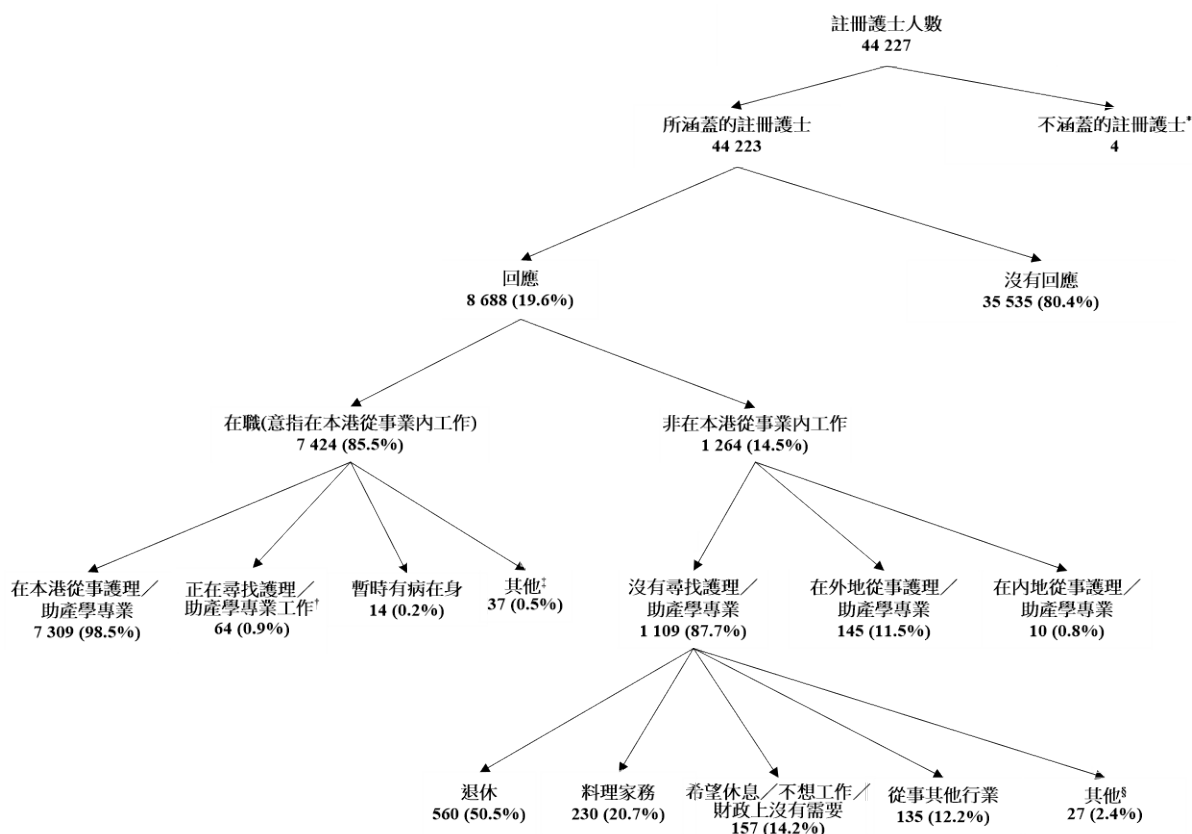 註冊護士人數
44 227
所涵蓋的註冊護士
44 223
不涵蓋的註冊護士*
4
回應
8 688 (19.6%)
沒有回應
35 535 (80.4%)
在職(意指在本港從事業內工作)
7 424 (85.5%)
非在本港從事業內工作
1 264 (14.5%)
在本港從事護理／
助產學專業
7 309 (98.5%)
正在尋找護理／
助產學專業工作†
64 (0.9%)
暫時有病在身
14 (0.2%)
其他‡
37 (0.5%)
沒有尋找護理／
助產學專業
1 109 (87.7%)
在外地從事護理／
助產學專業
145 (11.5%)
在內地從事護理／
助產學專業
10 (0.8%)
退休
560 (50.5%)
料理家務
230 (20.7%)
希望休息／不想工作／
財政上沒有需要
157 (14.2%)
從事其他行業
135 (12.2%)
其他§
27 (2.4%)